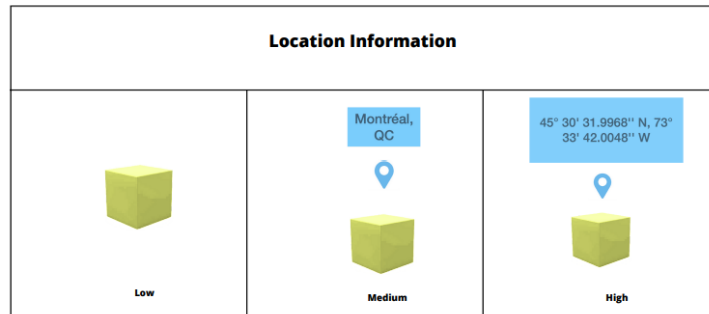 Location Information
Montréal,
QC
45° 30' 31.9968'' N, 73°
33' 42.0048'' W
Low
Medium
High